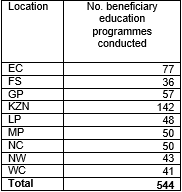 Location No. beneficiary
education
programmes
conducted
EC 77
FS 36
GP 57
KZN 142
LP 48
MP 50
NC 50
NW 43
WC 41
Total 544